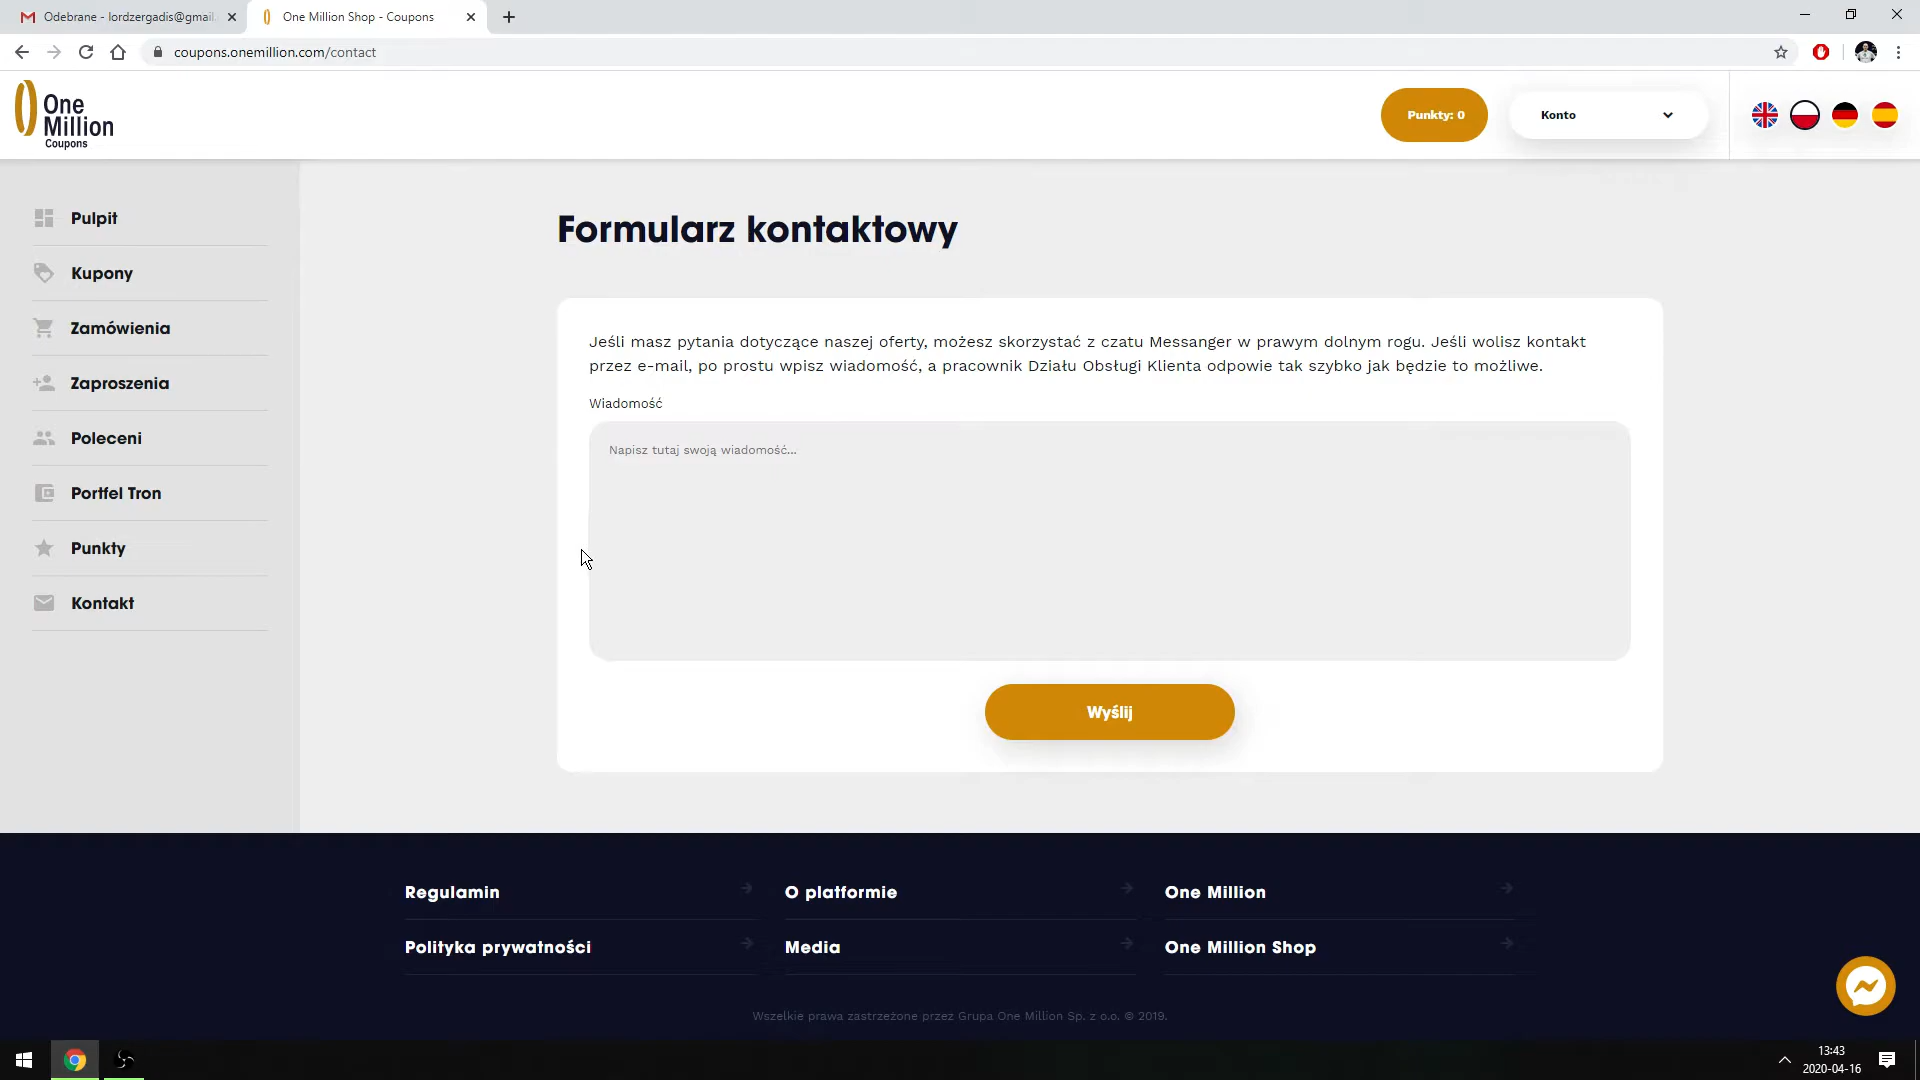 Odebrane - lordzergadis@gmail.
One Million Shop - Coupons
coupons.onemillion.com/contact
One
Million
Coupons
Punkty: 0
Konto
Pulpit
Kupony
Zamówienia
Zaproszenia
Poleceni
Portfel Tron
Punkty
Kontakt
Formularz kontaktowy
Jeśli masz pytania dotyczące naszej oferty, możesz skorzystać z czatu Messanger w prawym dolnym rogu. Jeśli wolisz kontakt
przez e-mail, po prostu wpisz wiadomość, a pracownik Działu Obsługi Klienta odpowie tak szybko jak będzie to możliwe.
Wiadomość
Napisz tutaj swoją wiadomość...
Wyślij
Regulamin
O platformie
One Million
Polityka prywatności
Media
One Million Shop
Wszelkie prawa zastrzeżone przez Grupa One Million Sp. z o.o. © 2019.
13:43
2020-04-16